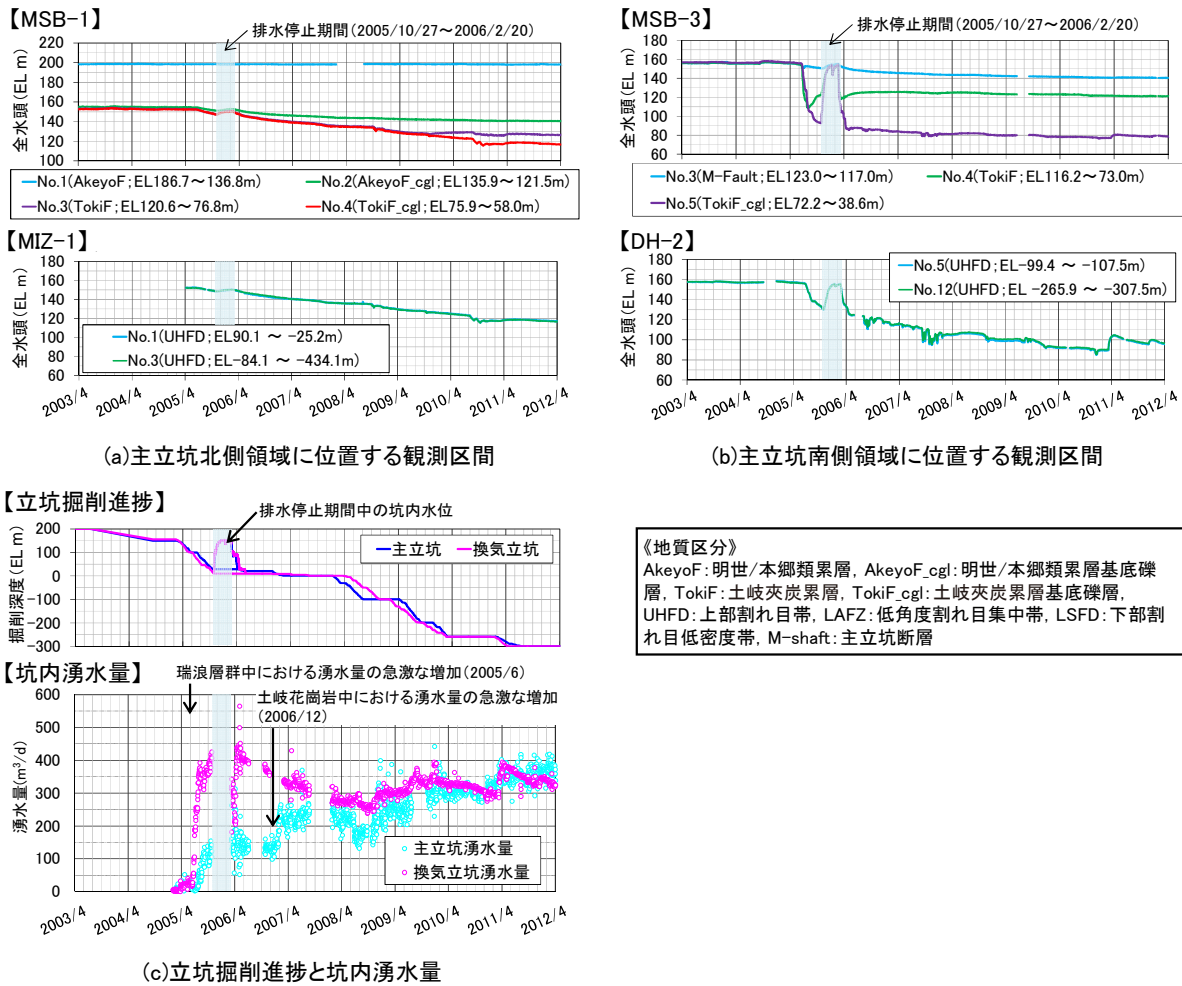 【MSB-1】
排水停止期間(2005/10/27～2006/2/20)
220
200
180
160
140
120
100
全水頭(EL m)
No.1(AkeyoF;EL186.7～136.8m)
No.2(AkeyoF_cgl;EL135.9～121.5m)
No.3(TokiF;EL120.6～76.8m)
No.4(TokiF_cgl;EL75.9～58.0m)
【MIZ-1】
180
160
140
120
100
80
60
全水頭(EL m)
No.1(UHFD;EL90.1 ～ -25.2m)
No.3(UHFD;EL-84.1 ～ -434.1m)
2003/4
2004/4
2005/4
2006/4
2007/4
2008/4
2009/4
2010/4
2011/4
2012/4
(a)主立坑北側領域に位置する観測区間
【MSB-3】
排水停止期間(2005/10/27～2006/2/20)
180
160
140
120
100
80
60
全水頭(EL m)
No.3(M-Fault;EL123.0～117.0m)
No.4(TokiF;EL116.2～73.0m)
No.5(TokiF_cgl;EL72.2～38.6m)
【DH-2】
180
160
140
120
100
80
60
全水頭(EL m)
No.5(UHFD;EL-99.4 ～ -107.5m)
No.12(UHFD;EL -265.9 ～ -307.5m)
2003/4
2004/4
2005/4
2006/4
2007/4
2008/4
2009/4
2010/4
2011/4
2012/4
(b)主立坑南側領域に位置する観測区間
【立坑掘削進捗】
排水停止期間中の坑内水位
200
100
0
-100
-200
-300
掘削深度(EL m)
主立坑
換気立坑
【坑内湧水量】
瑞浪層群中における湧水量の急激な増加(2005/6)
土岐花崗岩中における湧水量の急激な増加
(2006/12)
600
500
400
300
200
100
0
湧水量(m³/d)
主立坑湧水量
換気立坑湧水量
2003/4
2004/4
2005/4
2006/4
2007/4
2008/4
2009/4
2010/4
2011/4
2012/4
(c)立坑掘削進捗と坑内湧水量
《地質区分》
AkeyoF:明世/本郷類累層, AkeyoF_cgl:明世/本郷類累層基底礫
層, TokiF:土岐夾炭累層, TokiF_cgl:土岐夾炭累層基底礫層,
UHFD:上部割れ目帯, LAFZ:低角度割れ目集中帯, LSFD:下部割
れ目低密度帯, M-shaft:主立坑断層